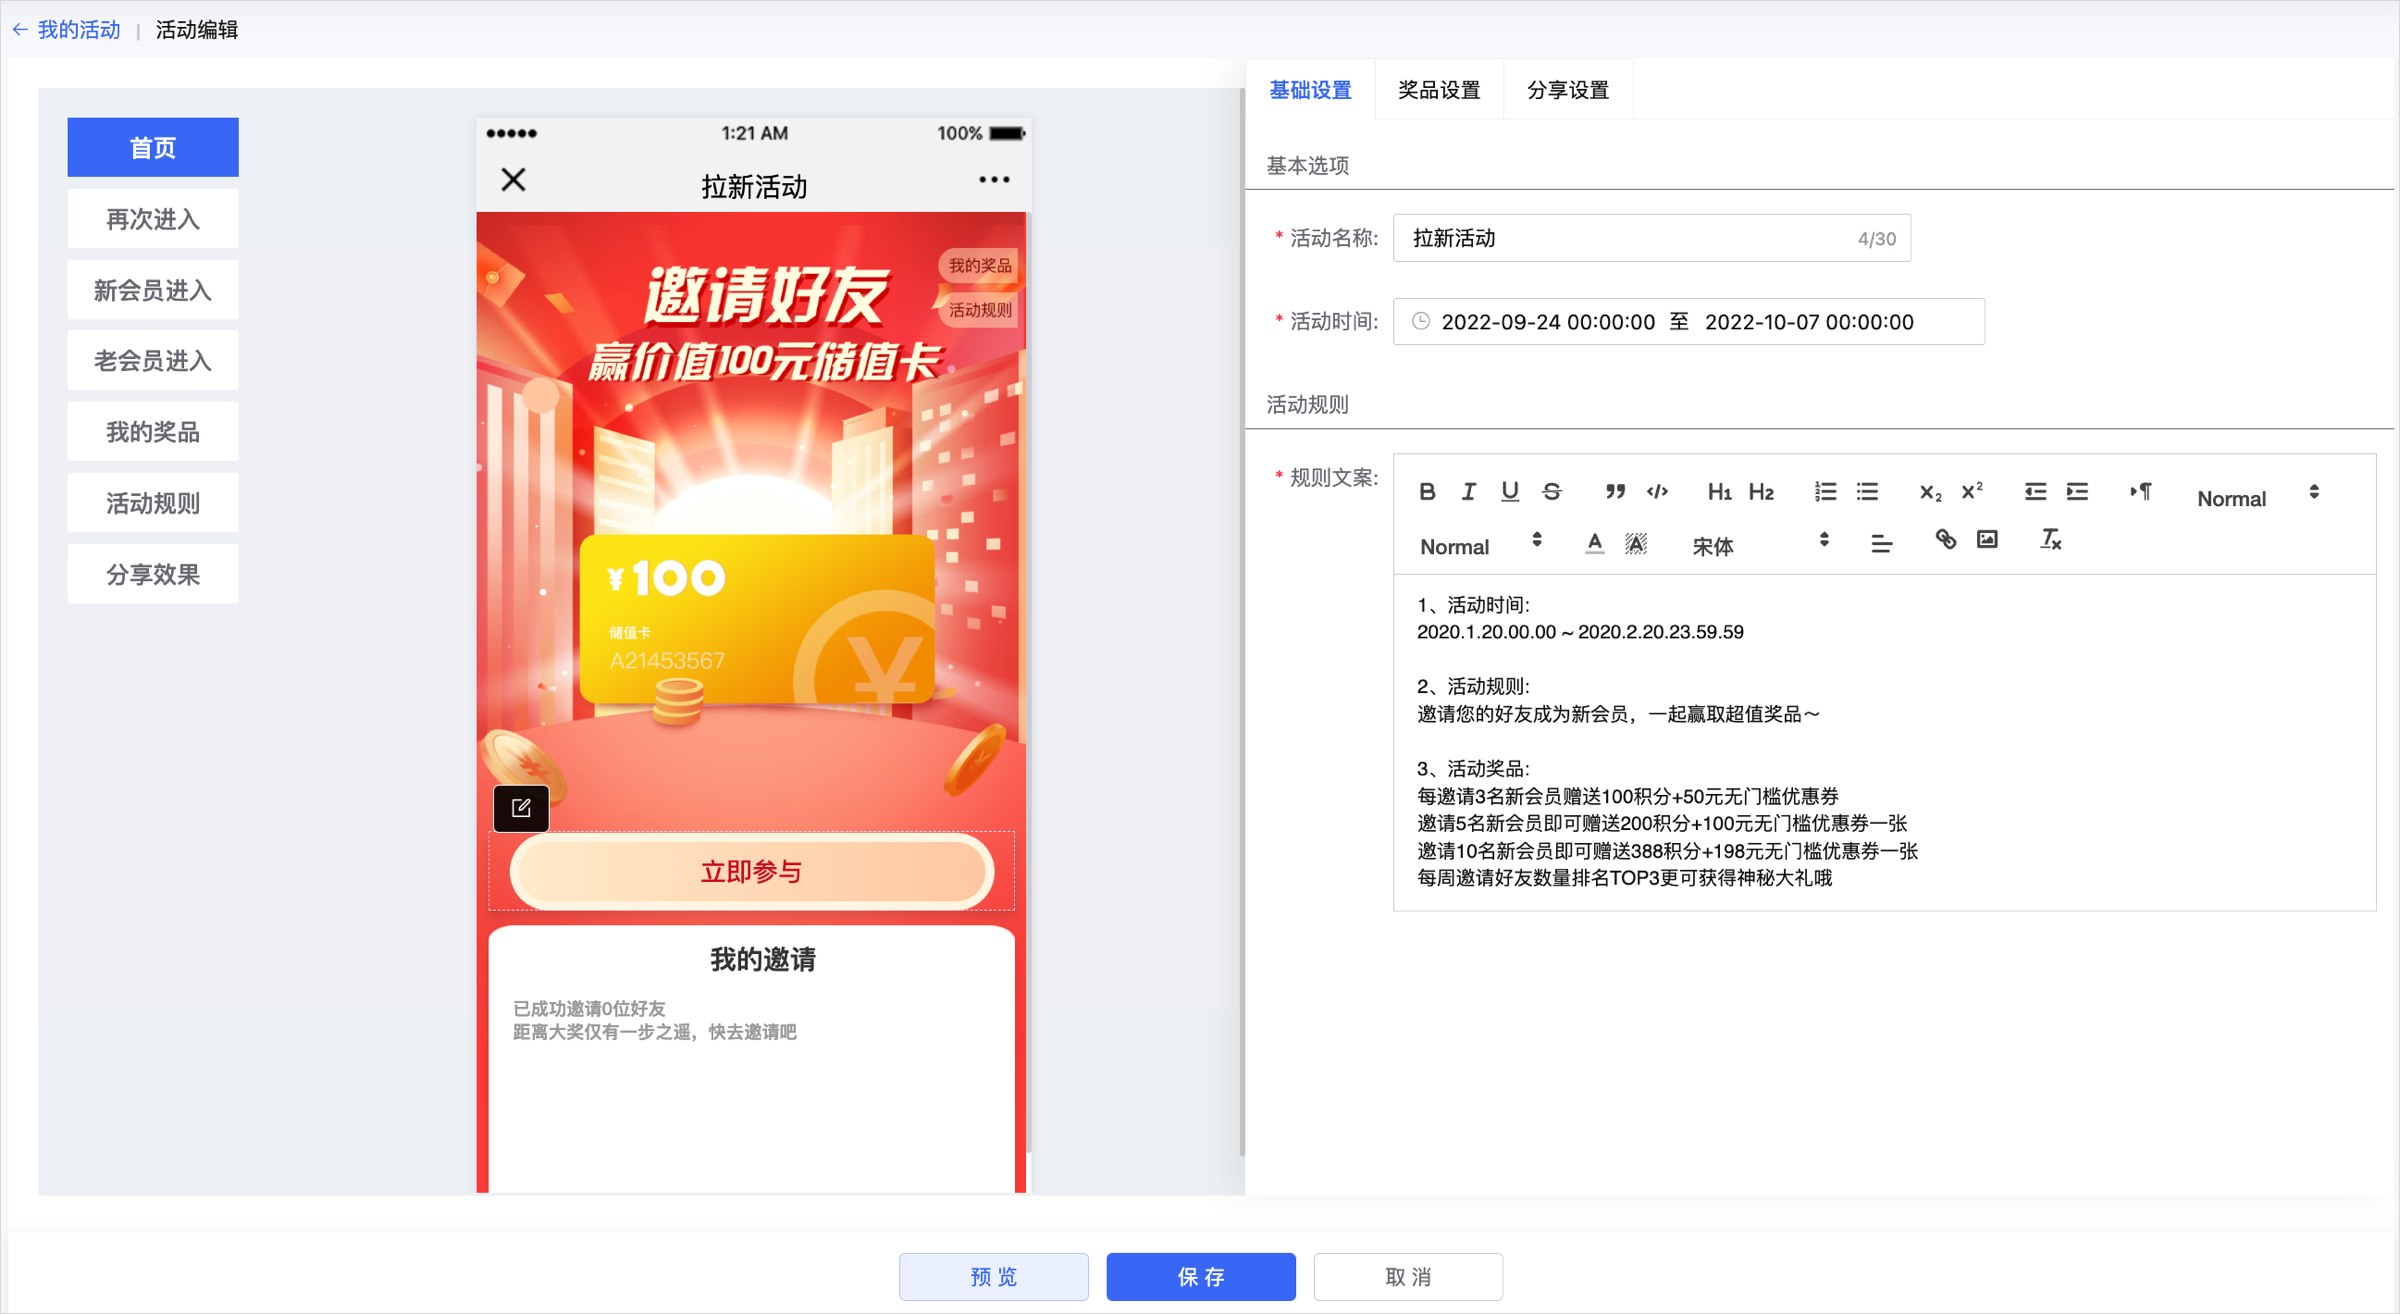 我的活动 | 活动编辑
首页
再次进入
新会员进入
老会员进入
我的奖品
活动规则
分享效果
1:21 AM
100%
拉新活动
我的奖品
活动规则
邀请好友
赢价值100元储值卡
¥100
储值卡
A21453567
立即参与
我的邀请
已成功邀请0位好友
距离大奖仅有一步之遥，快去邀请吧
基础设置 奖品设置 分享设置
基本选项
* 活动名称: 拉新活动 4/30
* 活动时间: 2022-09-24 00:00:00 至 2022-10-07 00:00:00
活动规则
* 规则文案:
B I U S H1 H2 x₂ x² Normal
Normal A A 宋体
1、活动时间:
2020.1.20.00.00 ~ 2020.2.20.23.59.59
2、活动规则:
邀请您的好友成为新会员，一起赢取超值奖品～
3、活动奖品:
每邀请3名新会员赠送100积分+50元无门槛优惠券
邀请5名新会员即可赠送200积分+100元无门槛优惠券一张
邀请10名新会员即可赠送388积分+198元无门槛优惠券一张
每周邀请好友数量排名TOP3更可获得神秘大礼哦
预 览 保 存 取 消